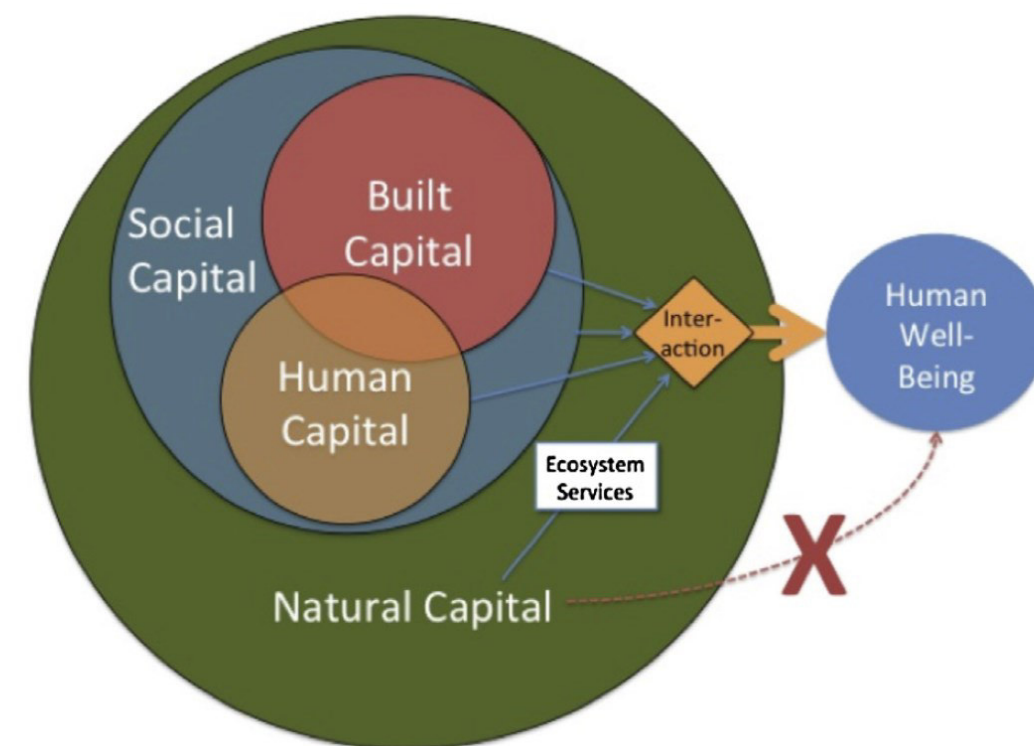 Built
Capital
Social
Capital
Human
Capital
Inter-
action
Human
Well-
Being
Ecosystem
Services
X
Natural Capital